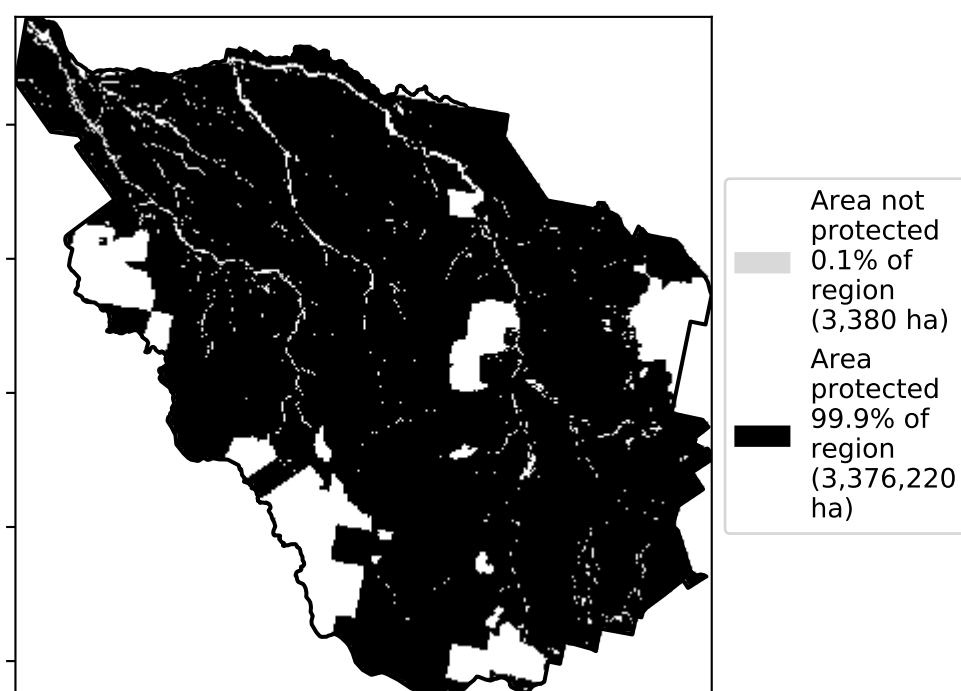 Area not
protected
0.1% of
region
(3,380 ha)
Area
protected
99.9% of
region
(3,376,220
ha)